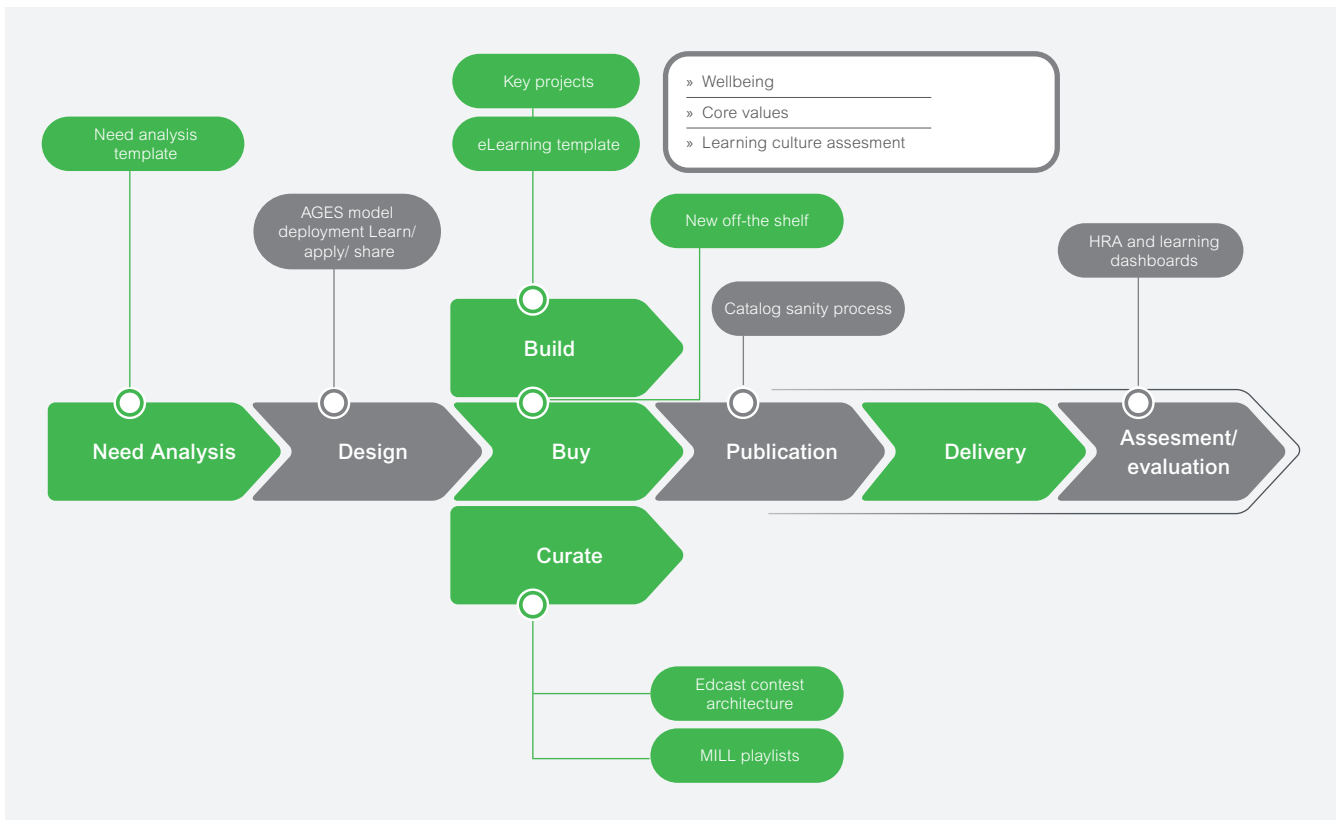 Key projects
» Wellbeing
» Core values
» Learning culture assesment
Need analysis
template
eLearning template
AGES model
deployment Learn/
apply/ share
New off-the shelf
HRA and learning
dashboards
Catalog sanity process
Build
Need Analysis
Design
Buy
Publication
Delivery
Assesment/
evaluation
Curate
Edcast contest
architecture
MILL playlists